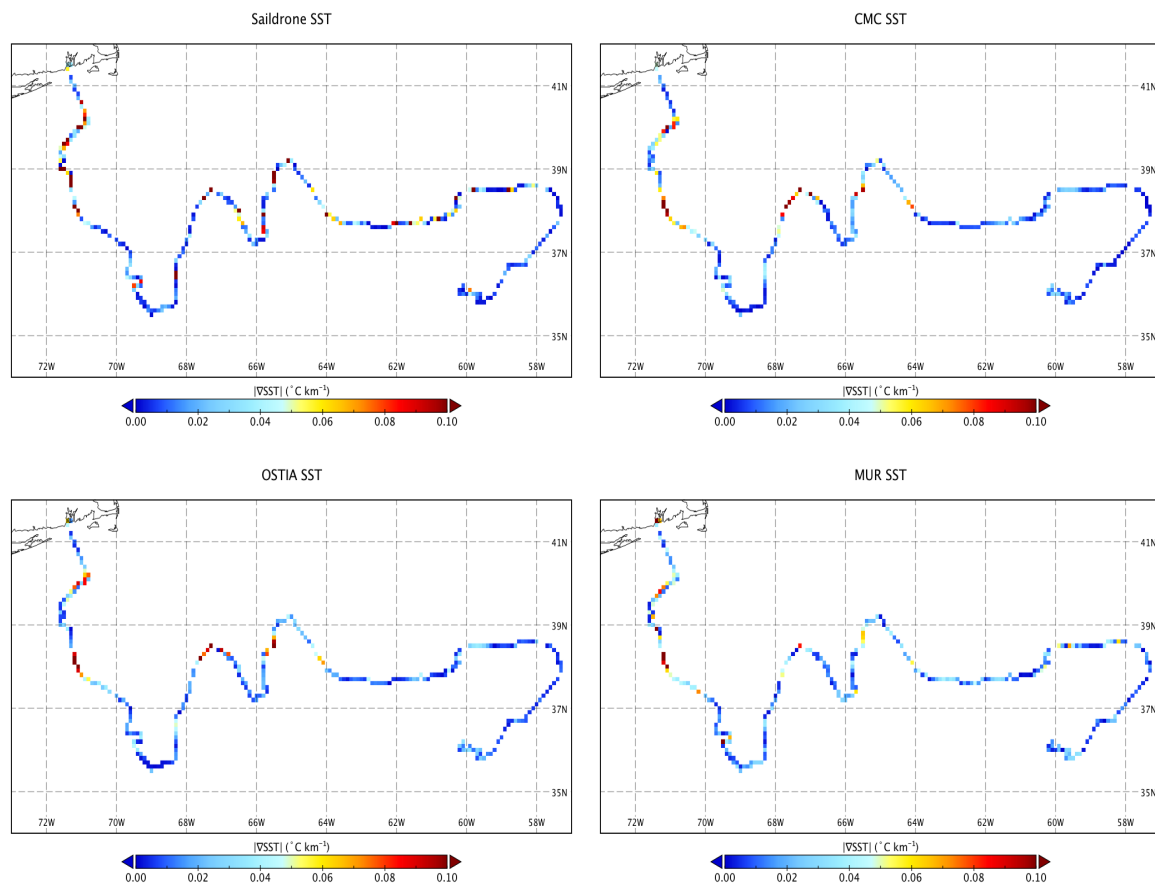 Saildrone SST
CMC SST
41N
39N
37N
35N
72W 70W 68W 66W 64W 62W 60W 58W
|∇SST| (˚C km⁻¹)
0.00 0.02 0.04 0.06 0.08 0.10
41N
39N
37N
35N
72W 70W 68W 66W 64W 62W 60W 58W
|∇SST| (˚C km⁻¹)
0.00 0.02 0.04 0.06 0.08 0.10
OSTIA SST
MUR SST
41N
39N
37N
35N
72W 70W 68W 66W 64W 62W 60W 58W
|∇SST| (˚C km⁻¹)
0.00 0.02 0.04 0.06 0.08 0.10
41N
39N
37N
35N
72W 70W 68W 66W 64W 62W 60W 58W
|∇SST| (˚C km⁻¹)
0.00 0.02 0.04 0.06 0.08 0.10